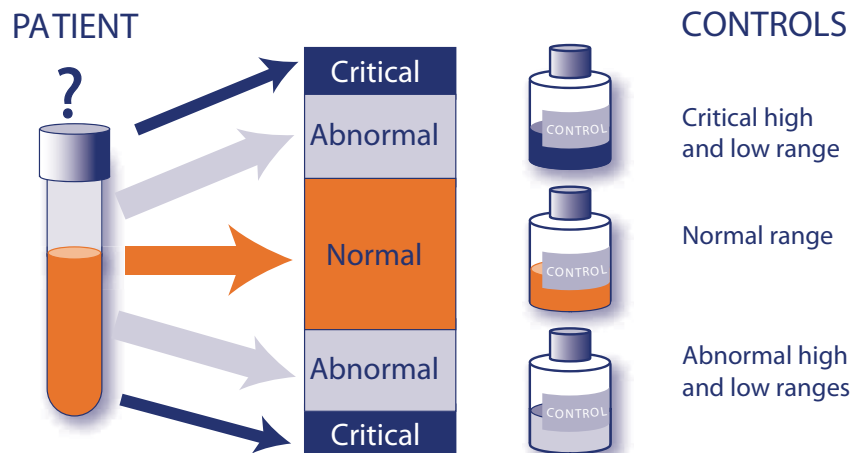 PATIENT
CONTROLS
?
Critical
Abnormal
Normal
Abnormal
Critical
CONTROL
Critical high
and low range
CONTROL
Normal range
CONTROL
Abnormal high
and low ranges